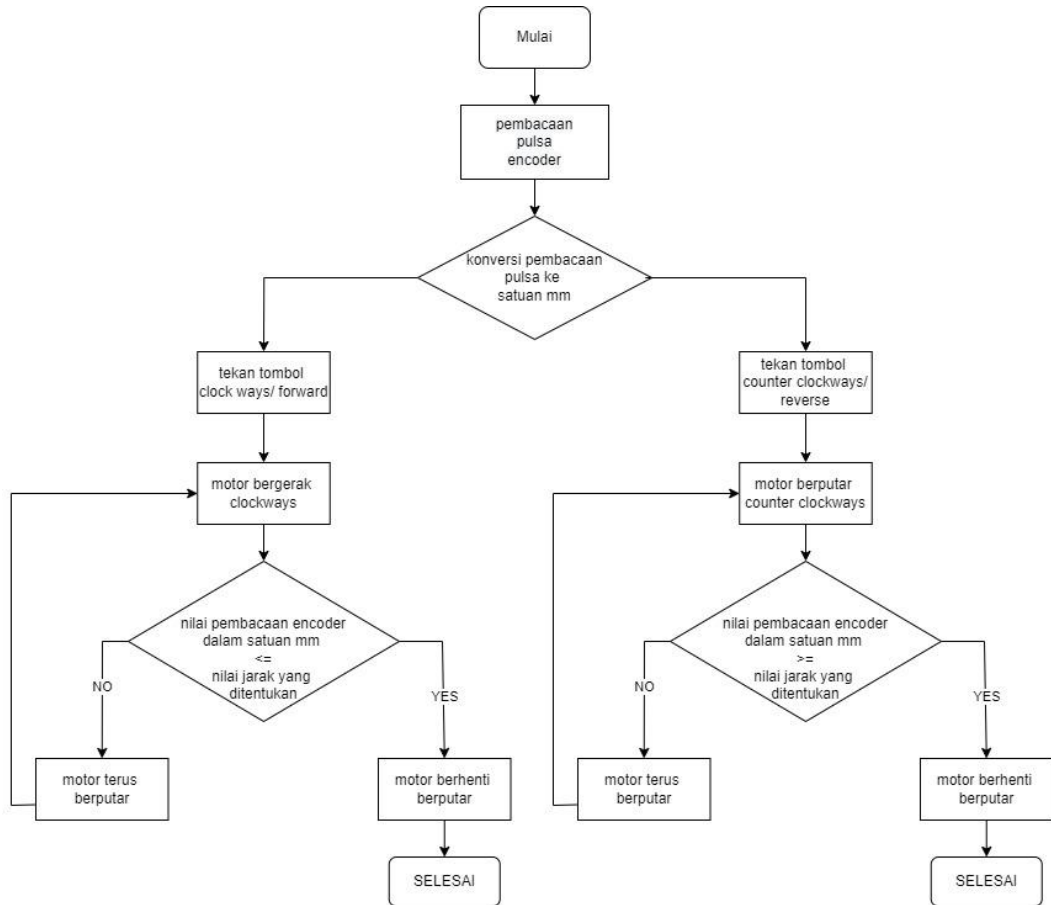 Mulai
pembacaan
pulsa
encoder
konversi pembacaan
pulsa ke
satuan mm
tekan tombol
clock ways/ forward
motor bergerak
clockways
nilai pembacaan encoder
dalam satuan mm
<=
nilai jarak yang
ditentukan
NO
YES
motor terus
berputar
motor berhenti
berputar
SELESAI
tekan tombol
counter clockways/
reverse
motor berputar
counter clockways
nilai pembacaan encoder
dalam satuan mm
>=
nilai jarak yang
ditentukan
NO
YES
motor terus
berputar
motor berhenti
berputar
SELESAI